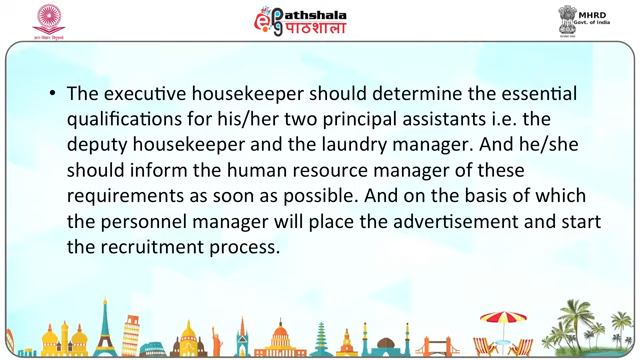 ePathshala
पाठशाला
MHRD
Govt. of India
• The executive housekeeper should determine the essential
qualifications for his/her two principal assistants i.e. the
deputy housekeeper and the laundry manager. And he/she
should inform the human resource manager of these
requirements as soon as possible. And on the basis of which
the personnel manager will place the advertisement and start
the recruitment process.